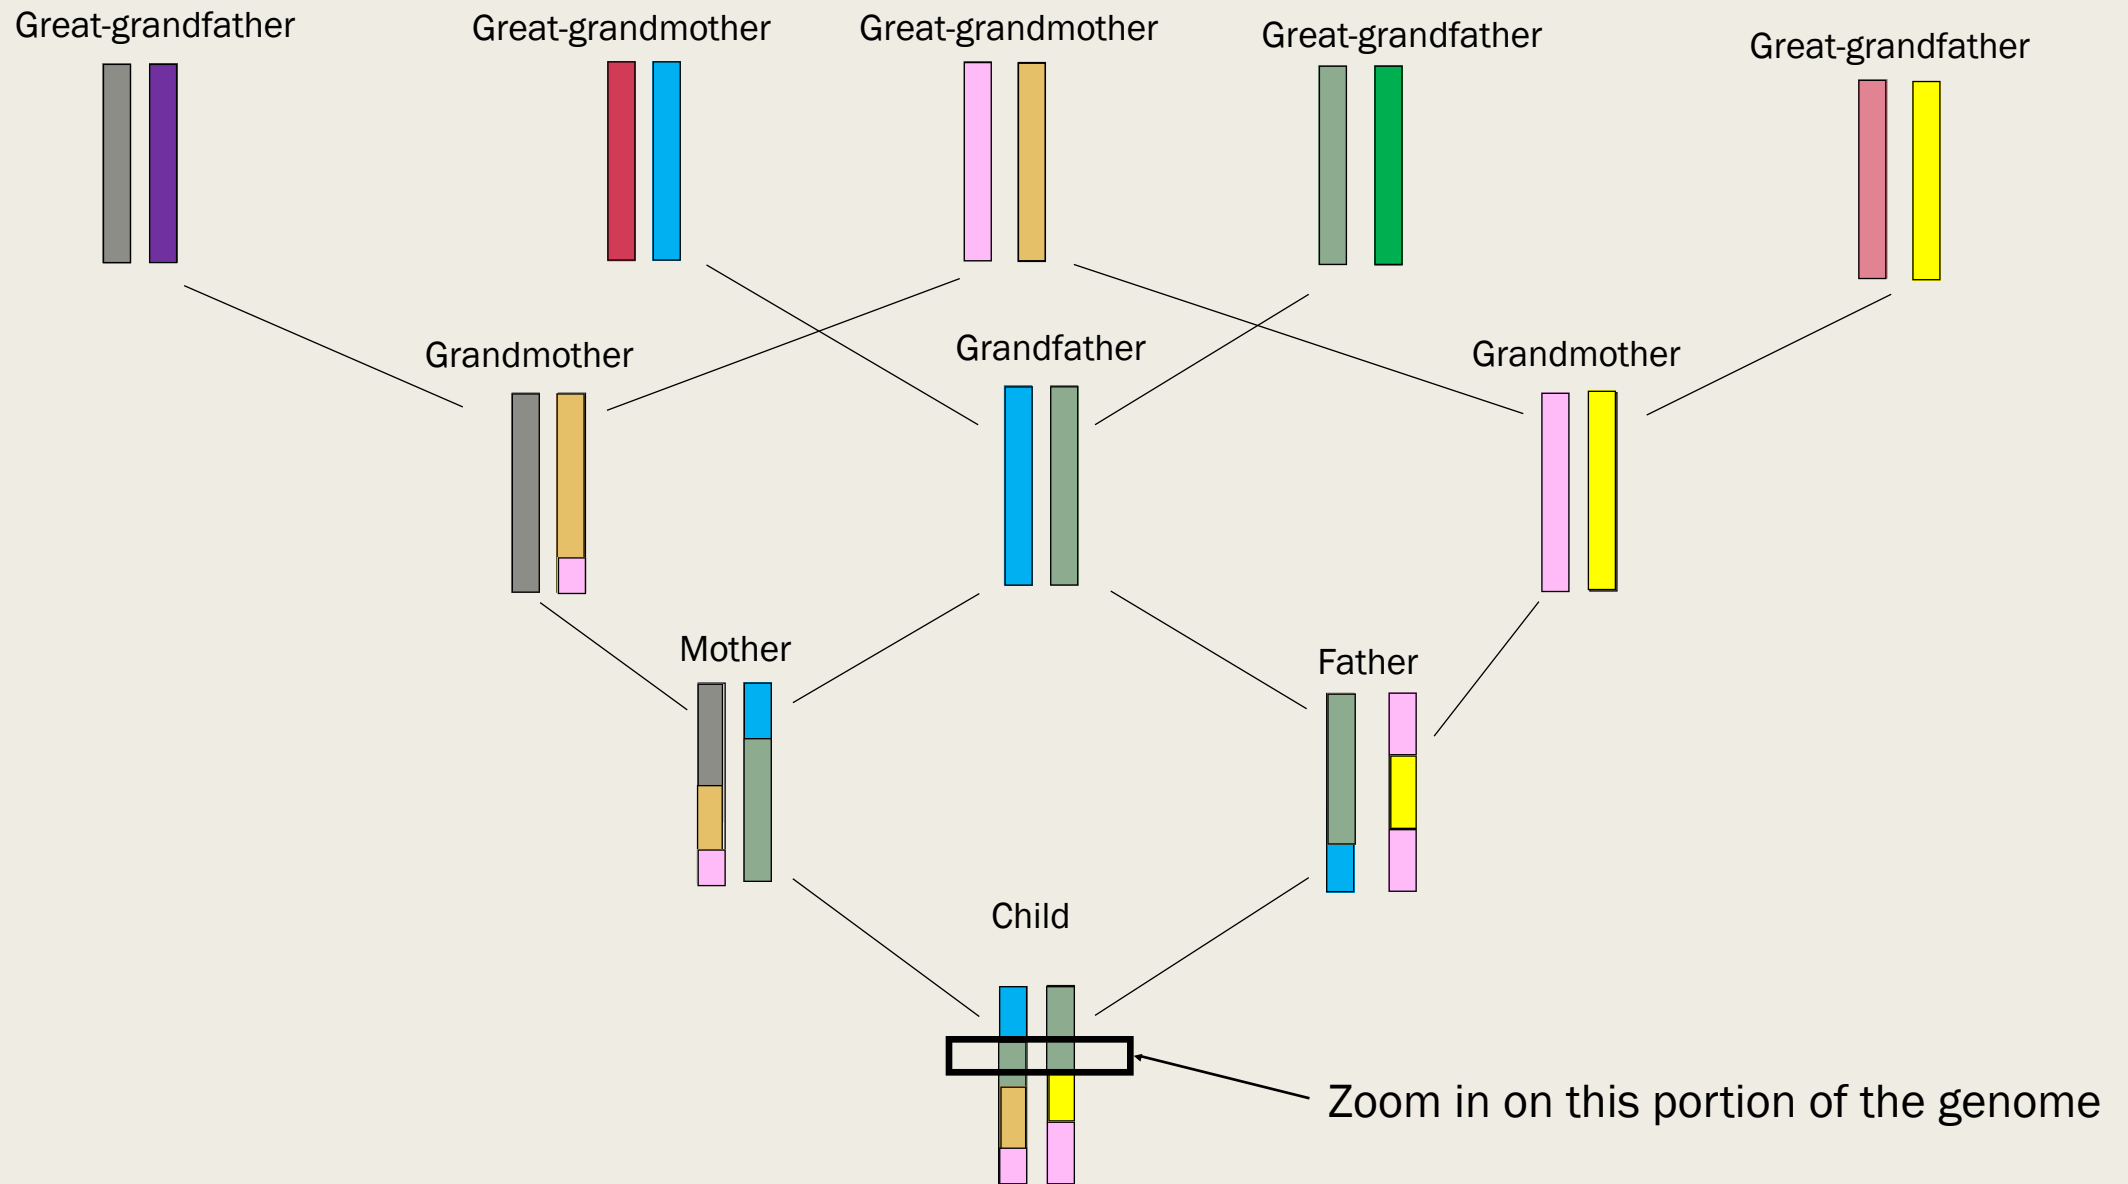 Great-grandfather
Great-grandmother
Great-grandmother
Great-grandfather
Great-grandfather
Grandmother
Grandfather
Grandmother
Mother
Father
Child
Zoom in on this portion of the genome